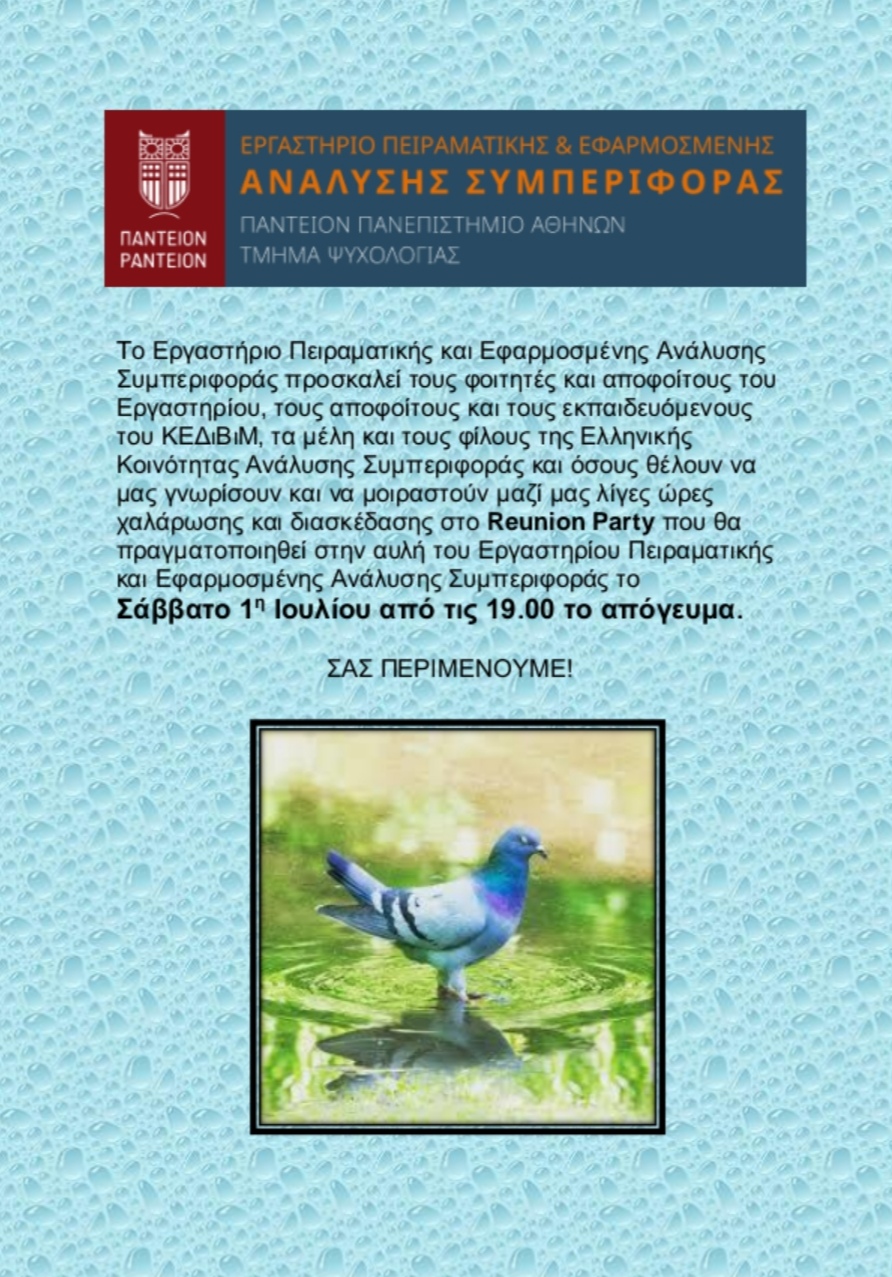 ΠΑΝΤΕΙΟΝ
PANTEION
ΕΡΓΑΣΤΗΡΙΟ ΠΕΙΡΑΜΑΤΙΚΗΣ & ΕΦΑΡΜΟΣΜΕΝΗΣ
ΑΝΑΛΥΣΗΣ ΣΥΜΠΕΡΙΦΟΡΑΣ
ΠΑΝΤΕΙΟΝ ΠΑΝΕΠΙΣΤΗΜΙΟ ΑΘΗΝΩΝ
ΤΜΗΜΑ ΨΥΧΟΛΟΓΙΑΣ
Το Εργαστήριο Πειραματικής και Εφαρμοσμένης Ανάλυσης
Συμπεριφοράς προσκαλεί τους φοιτητές και αποφοίτους του
Εργαστηρίου, τους αποφοίτους και τους εκπαιδευόμενους
του ΚΕΔιΒιΜ, τα μέλη και τους φίλους της Ελληνικής
Κοινότητας Ανάλυσης Συμπεριφοράς και όσους θέλουν να
μας γνωρίσουν και να μοιραστούν μαζί μας λίγες ώρες
χαλάρωσης και διασκέδασης στο Reunion Party που θα
πραγματοποιηθεί στην αυλή του Εργαστηρίου Πειραματικής
και Εφαρμοσμένης Ανάλυσης Συμπεριφοράς το
Σάββατο 1η Ιουλίου από τις 19.00 το απόγευμα.
ΣΑΣ ΠΕΡΙΜΕΝΟΥΜΕ!